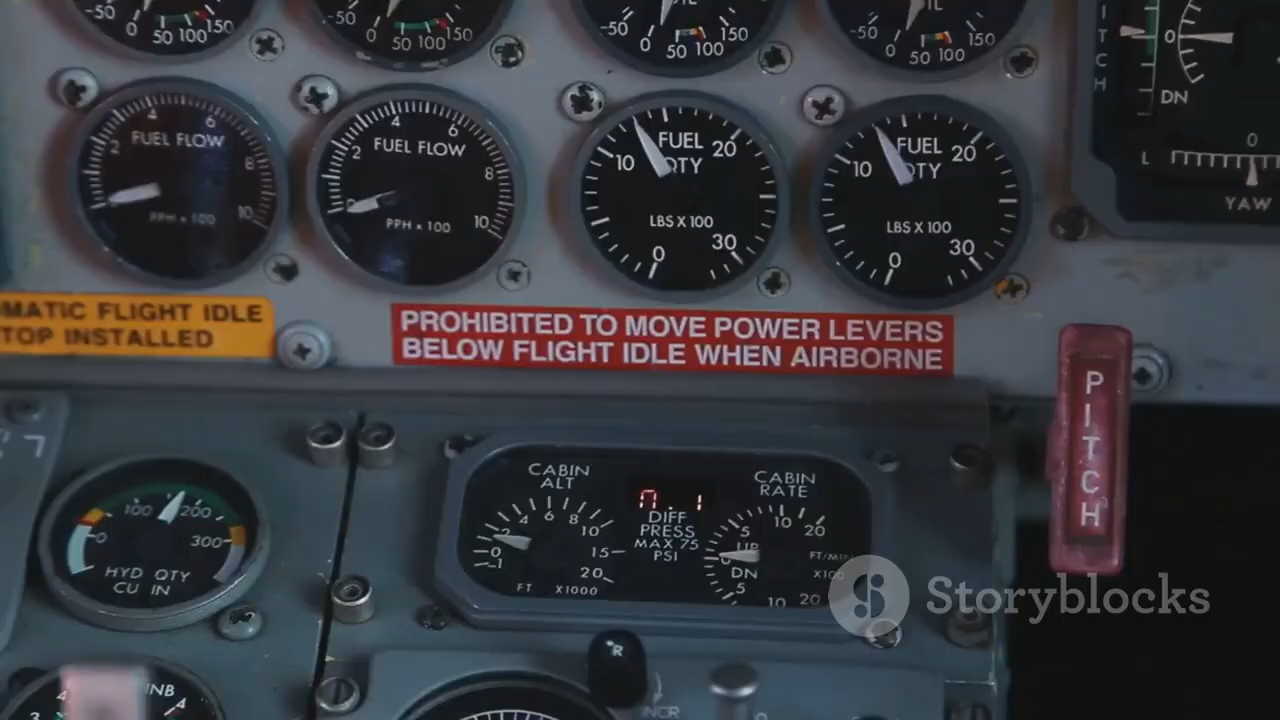 -50 0 50 100 150
-50 0 50 100 150
-50 0 50 100 150
-50 0 50 100 150
PITCH
0
DN
2 4 6 8 10
FUEL FLOW
PPH x 100
2 4 6 8 10
FUEL FLOW
PPH x 100
FUEL
QTY
10 20
LBS X 100
0 30
FUEL
QTY
10 20
LBS X 100
0 30
L 0
YAW
MATIC FLIGHT IDLE
TOP INSTALLED
PROHIBITED TO MOVE POWER LEVERS
BELOW FLIGHT IDLE WHEN AIRBORNE
PITCH
0 100 200 300
HYD QTY
CU IN
CABIN
ALT
-1 0 2 4 6 8 10 15 20
FT X1000
DIFF
PRESS
MAX 75
PSI
CABIN
RATE
5 10 20
UP
DN
5 10 20
FT/MIN
X100
Storyblocks
INCR